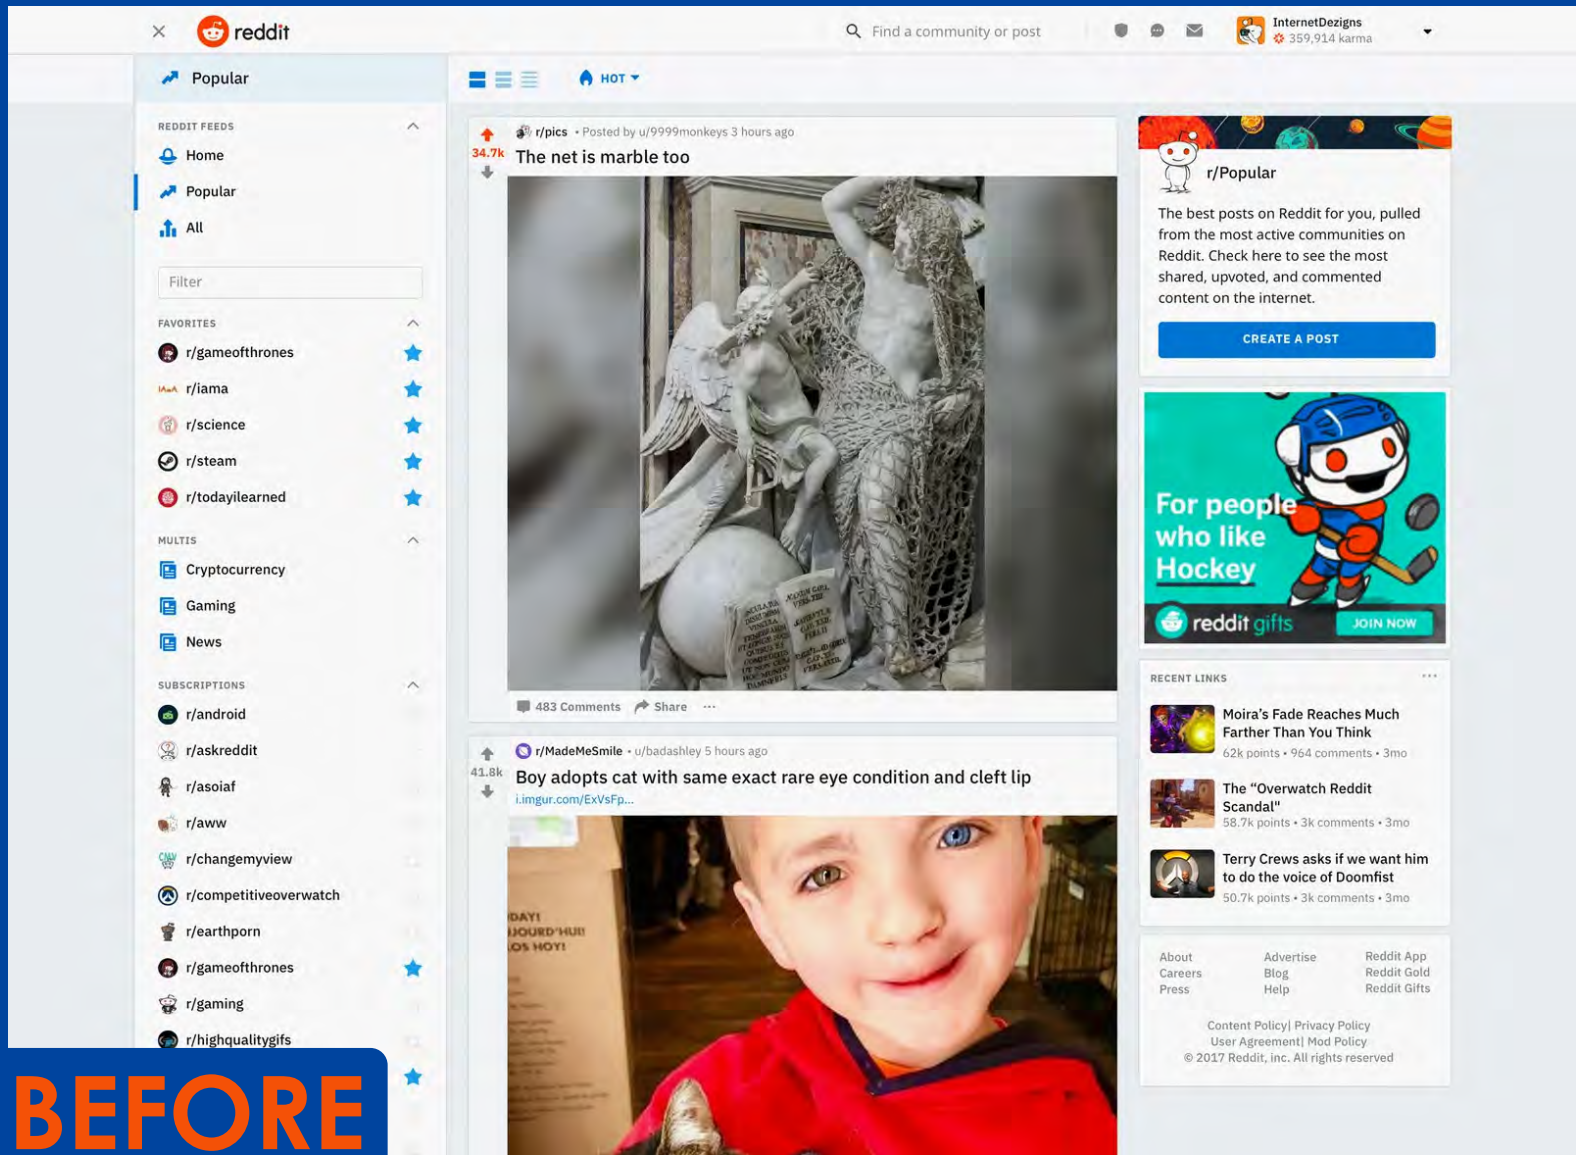 reddit
Find a community or post
InternetDezigns
359,914 karma
Popular
HOT
REDDIT FEEDS
Home
Popular
All
Filter
FAVORITES
r/gameofthrones
r/iama
r/science
r/steam
r/todayilearned
MULTIS
Cryptocurrency
Gaming
News
SUBSCRIPTIONS
r/android
r/askreddit
r/asoiaf
r/aww
r/changemyview
r/competitiveoverwatch
r/earthporn
r/gameofthrones
r/gaming
r/highqualitygifs
BEFORE
34.7k
r/pics • Posted by u/9999monkeys 3 hours ago
The net is marble too
483 Comments Share ...
41.8k
r/MadeMeSmile • u/badashley 5 hours ago
Boy adopts cat with same exact rare eye condition and cleft lip
i.imgur.com/ExVsFp...
JOURD'HUI!
LOS HOY!
r/Popular
The best posts on Reddit for you, pulled
from the most active communities on
Reddit. Check here to see the most
shared, upvoted, and commented
content on the internet.
CREATE A POST
For people
who like
Hockey
reddit gifts
JOIN NOW
RECENT LINKS
Moira's Fade Reaches Much
Farther Than You Think
62k points • 964 comments • 3mo
The "Overwatch Reddit
Scandal"
58.7k points • 3k comments • 3mo
Terry Crews asks if we want him
to do the voice of Doomfist
50.7k points • 3k comments • 3mo
About Advertise Reddit App
Careers Blog Reddit Gold
Press Help Reddit Gifts
Content Policy| Privacy Policy
User Agreement| Mod Policy
© 2017 Reddit, inc. All rights reserved